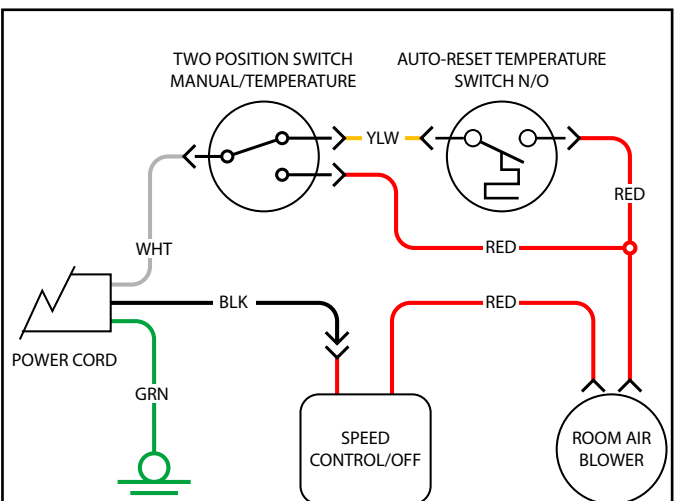 TWO POSITION SWITCH
MANUAL/TEMPERATURE
AUTO-RESET TEMPERATURE
SWITCH N/O
YLW
RED
WHT
RED
BLK
RED
POWER CORD
GRN
SPEED
CONTROL/OFF
ROOM AIR
BLOWER